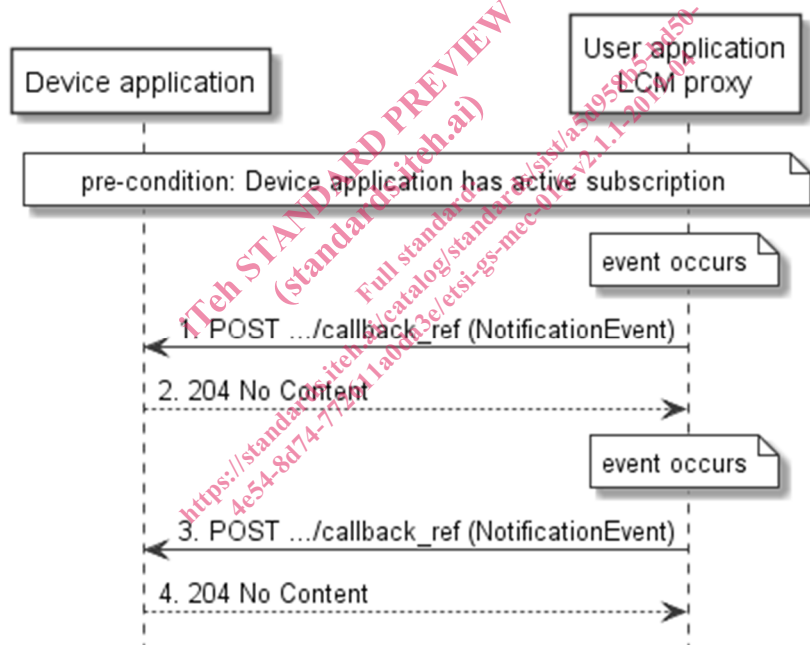 Device application
User application
LCM proxy
pre-condition: Device application has active subscription
event occurs
1. POST .../callback_ref (NotificationEvent)
2. 204 No Content
event occurs
3. POST .../callback_ref (NotificationEvent)
4. 204 No Content
iTeh STANDARD PREVIEW
(standards.iteh.ai)
Full standard: